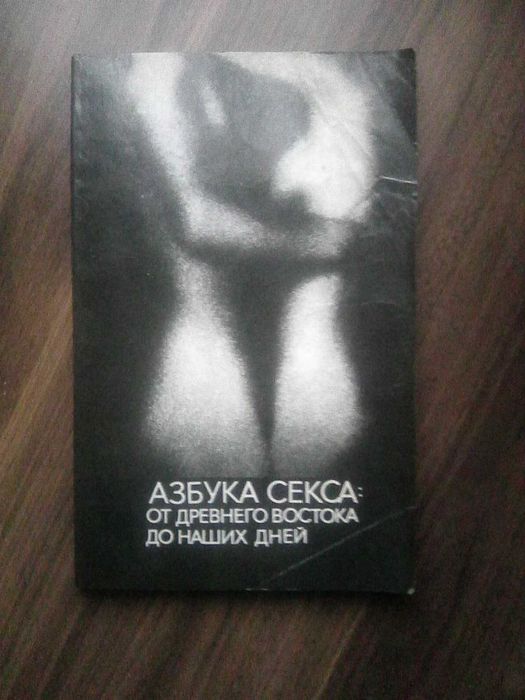 АЗБУКА СЕКСА:
ОТ ДРЕВНЕГО ВОСТОКА
ДО НАШИХ ДНЕЙ